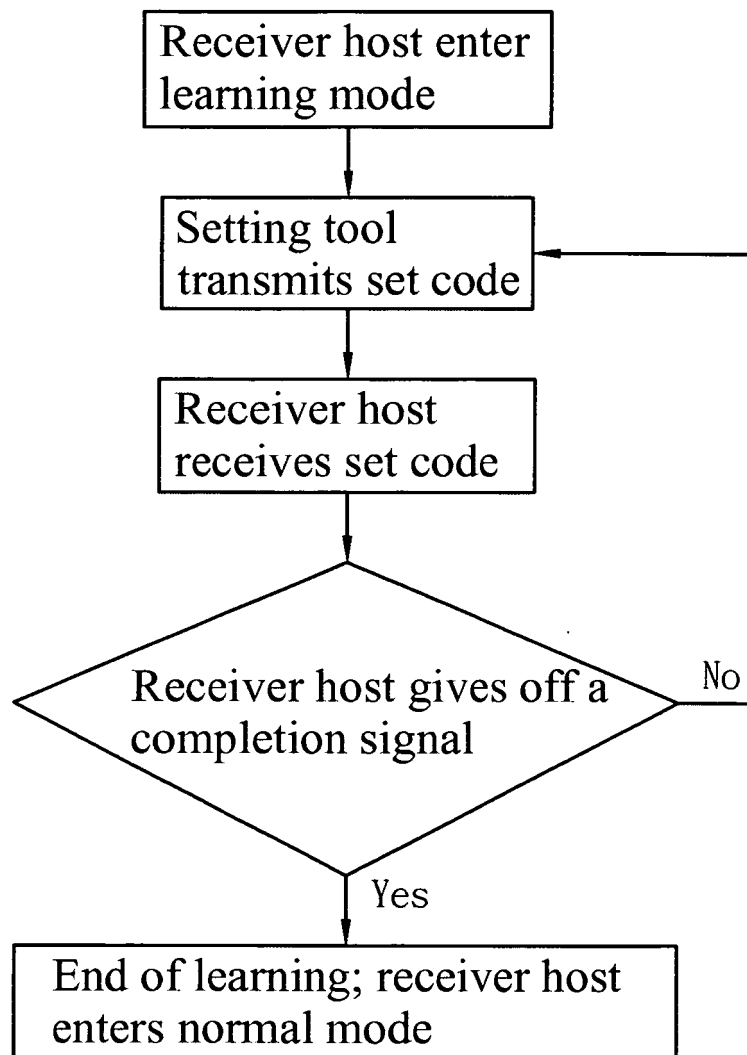 Receiver host enter
learning mode
Setting tool
transmits set code
Receiver host
receives set code
Receiver host gives off a
completion signal
No
Yes
End of learning; receiver host
enters normal mode